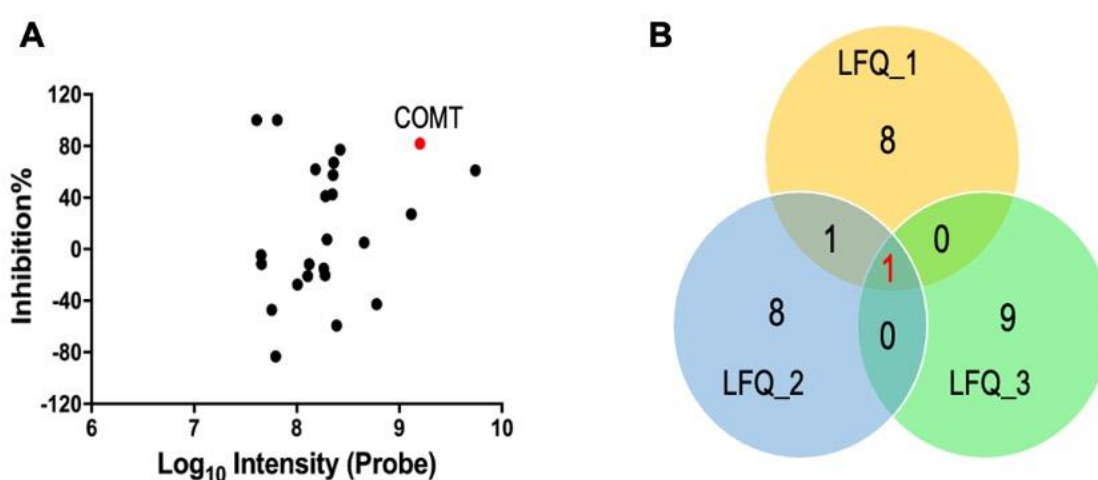 A
120
80
40
0
-40
-80
-120
Inhibition%
COMT
6 7 8 9 10
Log10 Intensity (Probe)
B
LFQ_1
8
1 0
1
8 0 9
LFQ_2 LFQ_3